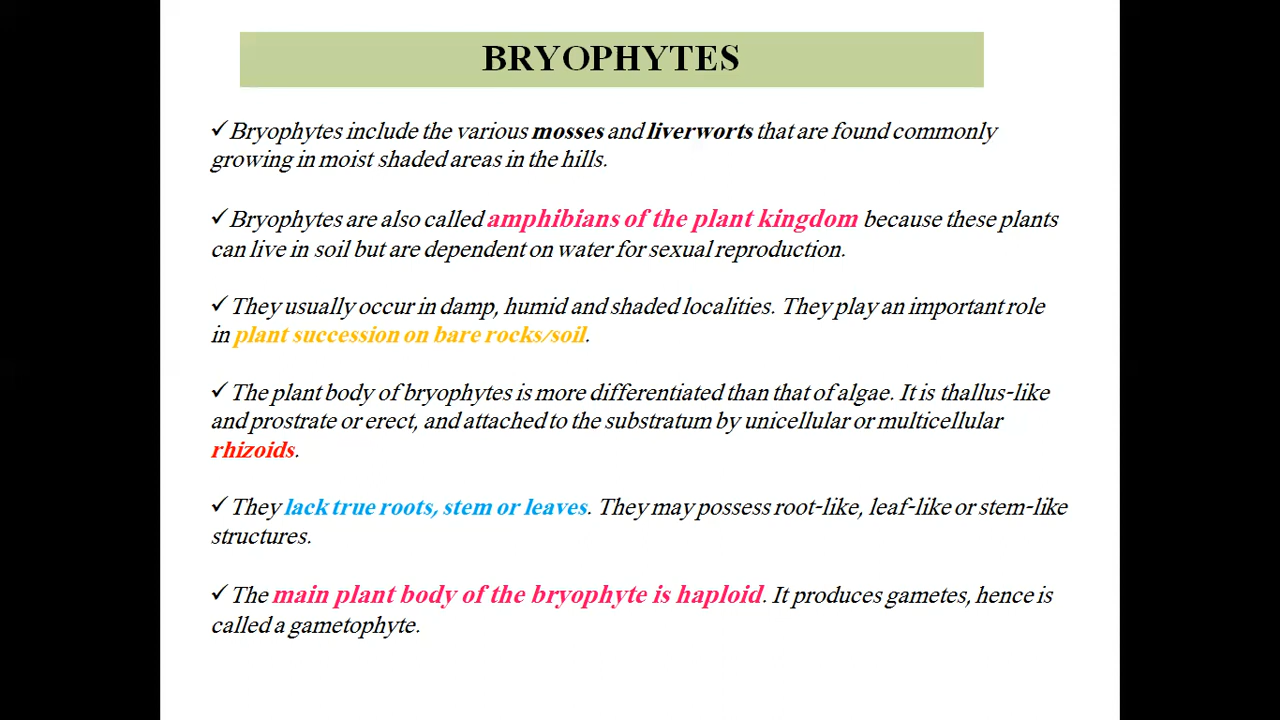 BRYOPHYTES
✓Bryophytes include the various mosses and liverworts that are found commonly
growing in moist shaded areas in the hills.
✓Bryophytes are also called amphibians of the plant kingdom because these plants
can live in soil but are dependent on water for sexual reproduction.
✓They usually occur in damp, humid and shaded localities. They play an important role
in plant succession on bare rocks/soil.
✓The plant body of bryophytes is more differentiated than that of algae. It is thallus-like
and prostrate or erect, and attached to the substratum by unicellular or multicellular
rhizoids.
✓They lack true roots, stem or leaves. They may possess root-like, leaf-like or stem-like
structures.
✓The main plant body of the bryophyte is haploid. It produces gametes, hence is
called a gametophyte.